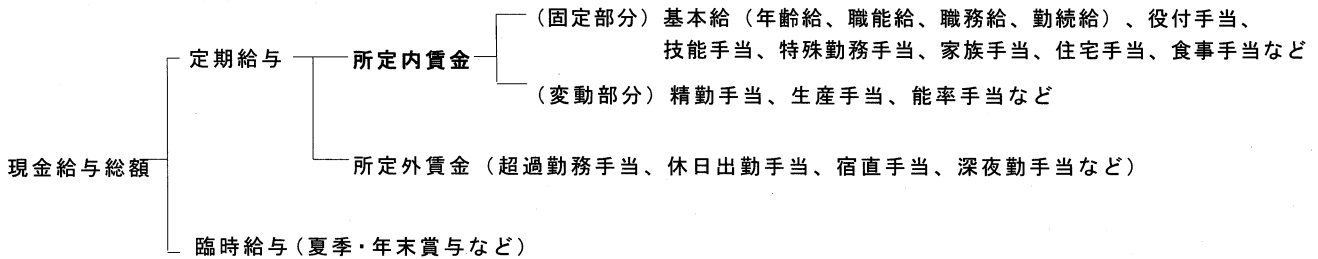 （固定部分）基本給（年齢給、職能給、職務給、勤続給）、役付手当、
技能手当、特殊勤務手当、家族手当、住宅手当、食事手当など
定期給与
所定内賃金
（変動部分）精勤手当、生産手当、能率手当など
現金給与総額
所定外賃金（超過勤務手当、休日出勤手当、宿直手当、深夜勤手当など）
臨時給与（夏季・年末賞与など）